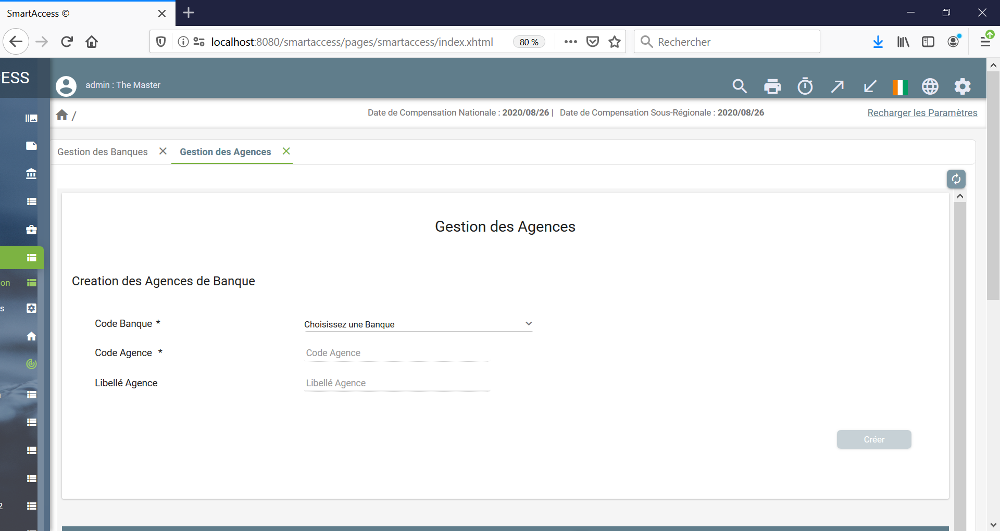 SmartAccess ©
localhost:8080/smartaccess/pages/smartaccess/index.xhtml
80 %
Rechercher
ESS
admin : The Master
/
Date de Compensation Nationale : 2020/08/26 | Date de Compensation Sous-Régionale : 2020/08/26
Recharger les Paramètres
Gestion des Banques
Gestion des Agences
Gestion des Agences
on
s
2
Creation des Agences de Banque
Code Banque *
Choisissez une Banque
Code Agence *
Code Agence
Libellé Agence
Libellé Agence
Créer